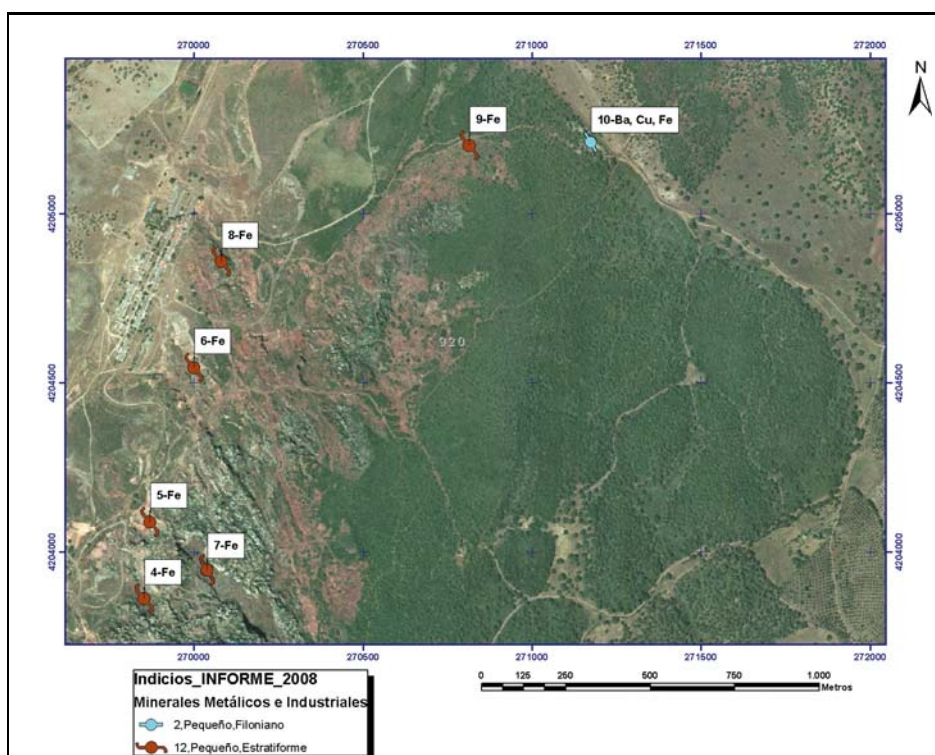 270000 270500 271000 271500 272000
N
9-Fe
10-Ba, Cu, Fe
4205000
4205000
8-Fe
920
6-Fe
4204500
4204500
5-Fe
7-Fe
4204000
4204000
4-Fe
270000 270500 271000 271500 272000
Indicios_INFORME_2008
Minerales Metálicos e Industriales
2,Pequeño,Filoniano
12,Pequeño,Estratiforme
0 125 250 500 750 1.000
Metros